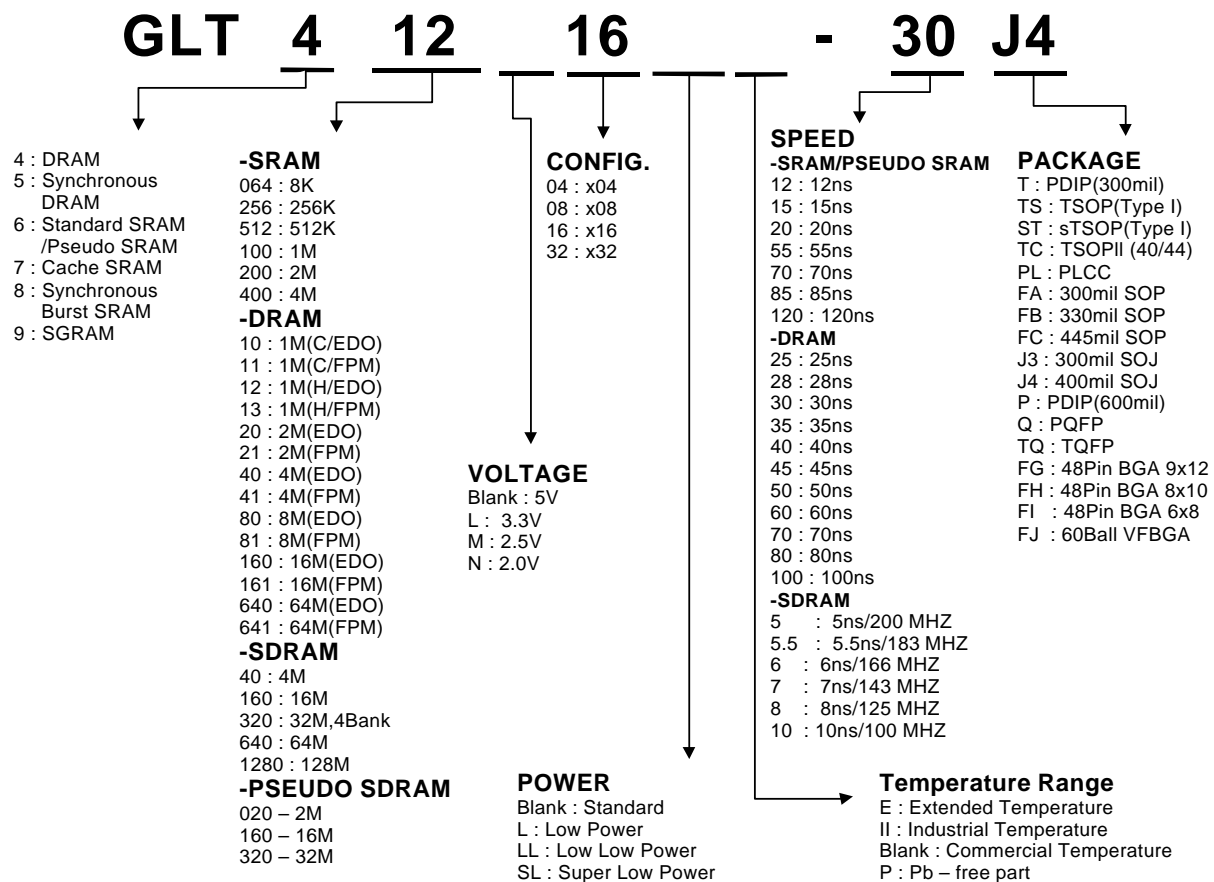 GLT 4 12 16 - 30 J4
4 : DRAM
5 : Synchronous
DRAM
6 : Standard SRAM
/Pseudo SRAM
7 : Cache SRAM
8 : Synchronous
Burst SRAM
9 : SGRAM
-SRAM
064 : 8K
256 : 256K
512 : 512K
100 : 1M
200 : 2M
400 : 4M
-DRAM
10 : 1M(C/EDO)
11 : 1M(C/FPM)
12 : 1M(H/EDO)
13 : 1M(H/FPM)
20 : 2M(EDO)
21 : 2M(FPM)
40 : 4M(EDO)
41 : 4M(FPM)
80 : 8M(EDO)
81 : 8M(FPM)
160 : 16M(EDO)
161 : 16M(FPM)
640 : 64M(EDO)
641 : 64M(FPM)
-SDRAM
40 : 4M
160 : 16M
320 : 32M,4Bank
640 : 64M
1280 : 128M
-PSEUDO SDRAM
020 – 2M
160 – 16M
320 – 32M
VOLTAGE
Blank : 5V
L : 3.3V
M : 2.5V
N : 2.0V
CONFIG.
04 : x04
08 : x08
16 : x16
32 : x32
POWER
Blank : Standard
L : Low Power
LL : Low Low Power
SL : Super Low Power
SPEED
-SRAM/PSEUDO SRAM
12 : 12ns
15 : 15ns
20 : 20ns
55 : 55ns
70 : 70ns
85 : 85ns
120 : 120ns
-DRAM
25 : 25ns
28 : 28ns
30 : 30ns
35 : 35ns
40 : 40ns
45 : 45ns
50 : 50ns
60 : 60ns
70 : 70ns
80 : 80ns
100 : 100ns
-SDRAM
5 : 5ns/200 MHZ
5.5 : 5.5ns/183 MHZ
6 : 6ns/166 MHZ
7 : 7ns/143 MHZ
8 : 8ns/125 MHZ
10 : 10ns/100 MHZ
PACKAGE
T : PDIP(300mil)
TS : TSOP(Type I)
ST : sTSOP(Type I)
TC : TSOPll (40/44)
PL : PLCC
FA : 300mil SOP
FB : 330mil SOP
FC : 445mil SOP
J3 : 300mil SOJ
J4 : 400mil SOJ
P : PDIP(600mil)
Q : PQFP
TQ : TQFP
FG : 48Pin BGA 9x12
FH : 48Pin BGA 8x10
FI : 48Pin BGA 6x8
FJ : 60Ball VFBGA
Temperature Range
E : Extended Temperature
II : Industrial Temperature
Blank : Commercial Temperature
P : Pb – free part